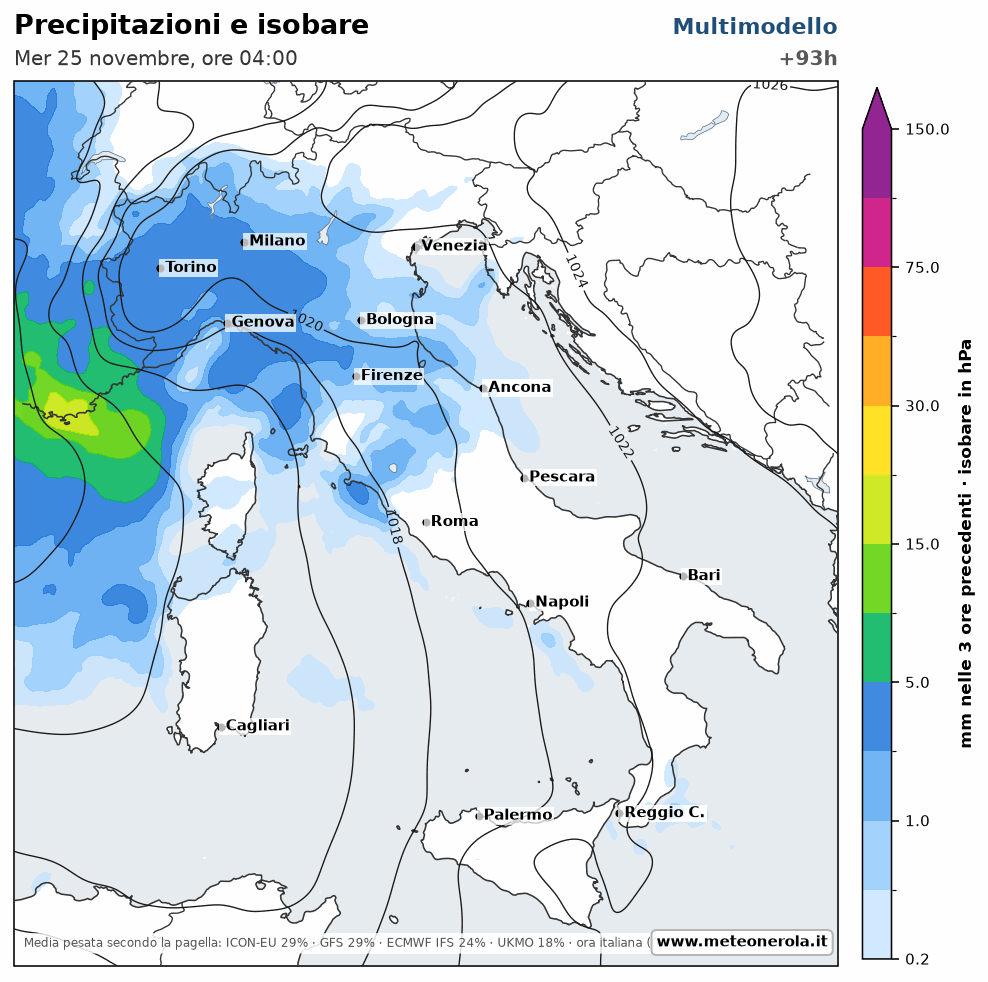 Precipitazioni e isobare
Multimodello
Mer 25 novembre, ore 04:00
+93h
1026
150.0
Milano
Venezia
Torino
1024
75.0
Genova
1020
Bologna
Firenze
Ancona
30.0
1022
Pescara
Roma
1018
15.0
Bari
Napoli
5.0
Cagliari
Palermo
Reggio C.
1.0
0.2
mm nelle 3 ore precedenti · isobare in hPa
Media pesata secondo la pagella: ICON-EU 29% · GFS 29% · ECMWF IFS 24% · UKMO 18% · ora italiana (
www.meteonerola.it